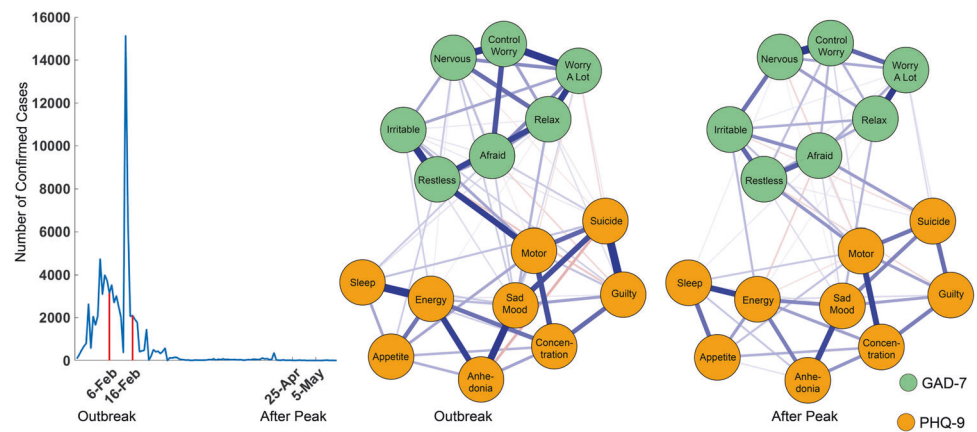 Number of Confirmed Cases
16000
14000
12000
10000
8000
6000
4000
2000
0
6-Feb
16-Feb
25-Apr
5-May
Outbreak
After Peak
Control
Worry
Nervous
Worry
A Lot
Irritable
Relax
Afraid
Restless
Suicide
Motor
Sleep
Energy
Sad
Mood
Guilty
Appetite
Concen-
tration
Anhe-
donia
Outbreak
Control
Worry
Nervous
Worry
A Lot
Irritable
Relax
Afraid
Restless
Suicide
Motor
Sleep
Energy
Sad
Mood
Guilty
Appetite
Concen-
tration
Anhe-
donia
After Peak
GAD-7
PHQ-9